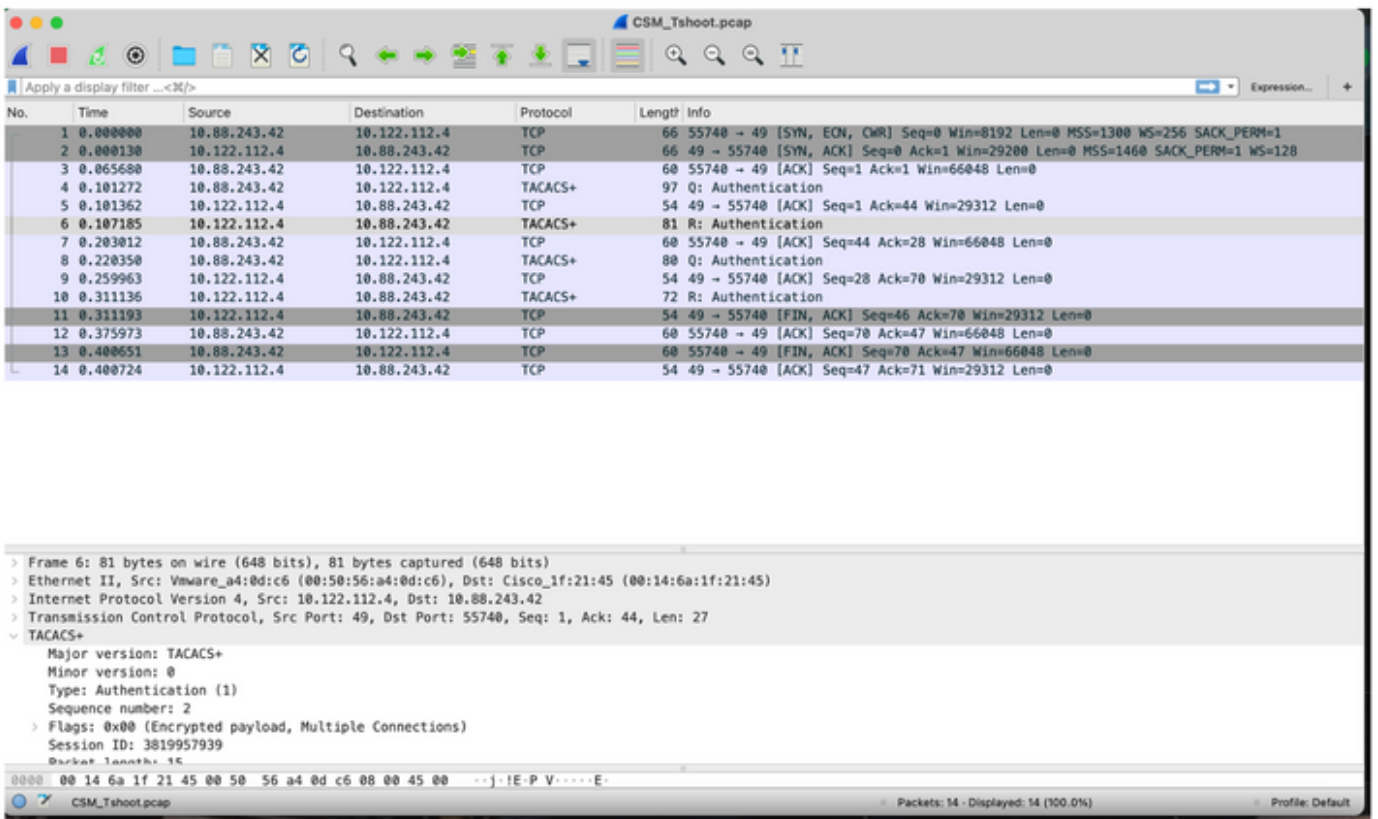 CSM_Tshoot.pcap
Apply a display filter ...<⌘/>
Expression...
+
No. Time Source Destination Protocol Length Info
1 0.000000 10.88.243.42 10.122.112.4 TCP 66 55740 → 49 [SYN, ECN, CWR] Seq=0 Win=8192 Len=0 MSS=1300 WS=256 SACK_PERM=1
2 0.000130 10.122.112.4 10.88.243.42 TCP 66 49 → 55740 [SYN, ACK] Seq=0 Ack=1 Win=29200 Len=0 MSS=1460 SACK_PERM=1 WS=128
3 0.065680 10.88.243.42 10.122.112.4 TCP 60 55740 → 49 [ACK] Seq=1 Ack=1 Win=66048 Len=0
4 0.101272 10.88.243.42 10.122.112.4 TACACS+ 97 Q: Authentication
5 0.101362 10.122.112.4 10.88.243.42 TCP 54 49 → 55740 [ACK] Seq=1 Ack=44 Win=29312 Len=0
6 0.107185 10.122.112.4 10.88.243.42 TACACS+ 81 R: Authentication
7 0.203012 10.88.243.42 10.122.112.4 TCP 60 55740 → 49 [ACK] Seq=44 Ack=28 Win=66048 Len=0
8 0.220350 10.88.243.42 10.122.112.4 TACACS+ 80 Q: Authentication
9 0.259963 10.122.112.4 10.88.243.42 TCP 54 49 → 55740 [ACK] Seq=28 Ack=70 Win=29312 Len=0
10 0.311136 10.122.112.4 10.88.243.42 TACACS+ 72 R: Authentication
11 0.311193 10.122.112.4 10.88.243.42 TCP 54 49 → 55740 [FIN, ACK] Seq=46 Ack=70 Win=29312 Len=0
12 0.375973 10.88.243.42 10.122.112.4 TCP 60 55740 → 49 [ACK] Seq=70 Ack=47 Win=66048 Len=0
13 0.400651 10.88.243.42 10.122.112.4 TCP 60 55740 → 49 [FIN, ACK] Seq=70 Ack=47 Win=66048 Len=0
14 0.400724 10.122.112.4 10.88.243.42 TCP 54 49 → 55740 [ACK] Seq=47 Ack=71 Win=29312 Len=0
Frame 6: 81 bytes on wire (648 bits), 81 bytes captured (648 bits)
Ethernet II, Src: Vmware_a4:0d:c6 (00:50:56:a4:0d:c6), Dst: Cisco_1f:21:45 (00:14:6a:1f:21:45)
Internet Protocol Version 4, Src: 10.122.112.4, Dst: 10.88.243.42
Transmission Control Protocol, Src Port: 49, Dst Port: 55740, Seq: 1, Ack: 44, Len: 27
TACACS+
Major version: TACACS+
Minor version: 0
Type: Authentication (1)
Sequence number: 2
Flags: 0x00 (Encrypted payload, Multiple Connections)
Session ID: 3819957939
Packet length: 15
0000 00 14 6a 1f 21 45 00 50 56 a4 0d c6 08 00 45 00 ··j·!E·P V·····E·
CSM_Tshoot.pcap
Packets: 14 · Displayed: 14 (100.0%)
Profile: Default